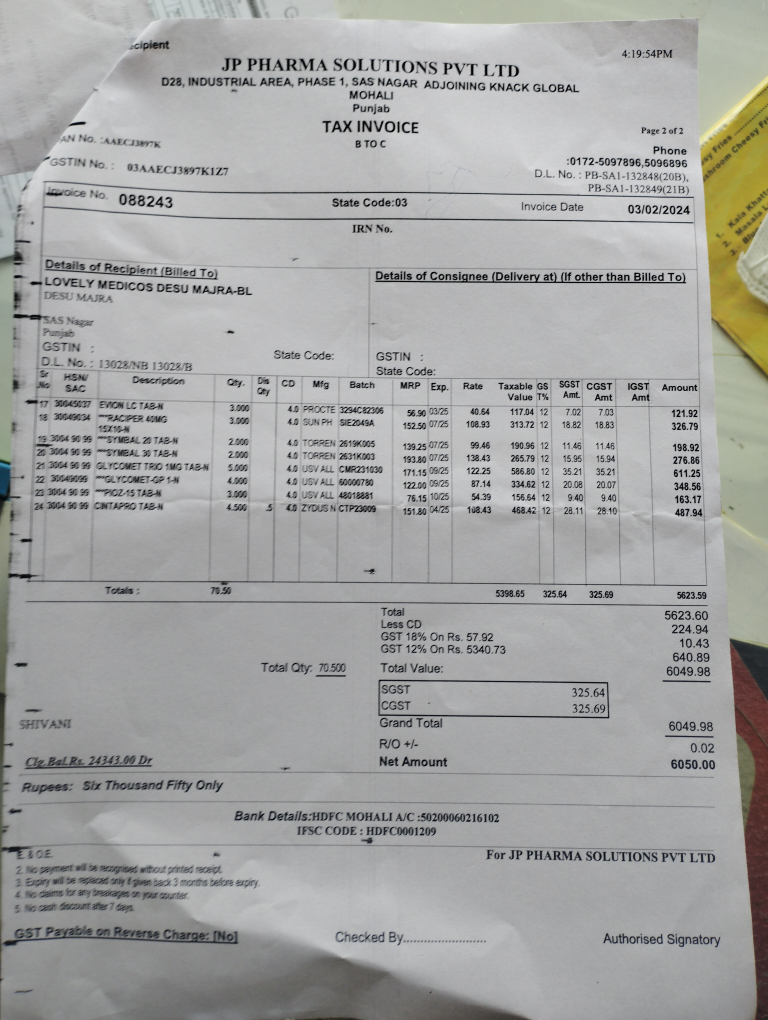 cipient
4:19:54PM
JP PHARMA SOLUTIONS PVT LTD
D28, INDUSTRIAL AREA, PHASE 1, SAS NAGAR ADJOINING KNACK GLOBAL
MOHALI
Punjab
TAX INVOICE
B TO C
Page 2 of 2
AN No. :AAECJ3897K
GSTIN No. : 03AAECJ3897K1Z7
Phone
:0172-5097896,5096896
D.L. No. : PB-SA1-132848(20B),
PB-SA1-132849(21B)
Invoice No. 088243 State Code:03 Invoice Date 03/02/2024
IRN No.
Details of Recipient (Billed To) Details of Consignee (Delivery at) (If other than Billed To)
LOVELY MEDICOS DESU MAJRA-BL
DESU MAJRA
SAS Nagar
Punjab
GSTIN : State Code: GSTIN :
D.L. No. : 13028/NB 13028/B State Code:
Sr No HSN/ SAC Description Qty. Dis Qty CD Mfg Batch MRP Exp. Rate Taxable Value GS T% SGST Amt. CGST Amt IGST Amt Amount
17 30045037 EVION LC TAB-N 3.000 4.0 PROCTE 3294C82306 56.90 03/25 40.64 117.04 12 7.02 7.03 121.92
18 30049034 ***RACIPER 40MG 15X10-N 3.000 4.0 SUN PH SIE2049A 152.50 07/25 108.93 313.72 12 18.82 18.83 326.79
19 3004 90 99 ***SYMBAL 20 TAB-N 2.000 4.0 TORREN 2619K005 139.25 07/25 99.46 190.96 12 11.46 11.46 198.92
20 3004 90 99 ***SYMBAL 30 TAB-N 2.000 4.0 TORREN 2631K003 193.80 07/25 138.43 265.79 12 15.95 15.94 276.86
21 3004 90 99 GLYCOMET TRIO 1MG TAB-N 5.000 4.0 USV ALL CMR231030 171.15 09/25 122.25 586.80 12 35.21 35.21 611.25
22 30049099 ***GLYCOMET-GP 1-N 4.000 4.0 USV ALL 60000780 122.00 09/25 87.14 334.62 12 20.08 20.07 348.56
23 3004 90 99 ***PIOZ-15 TAB-N 3.000 4.0 USV ALL 48018881 76.15 10/25 54.39 156.64 12 9.40 9.40 163.17
24 3004 90 99 CINTAPRO TAB-N 4.500 .5 4.0 ZYDUS N CTP23009 151.80 04/25 108.43 468.42 12 28.11 28.10 487.94
Totals : 70.50 5398.65 325.64 325.69 5623.59
Total 5623.60
Less CD 224.94
GST 18% On Rs. 57.92 10.43
GST 12% On Rs. 5340.73 640.89
Total Qty: 70.500 Total Value: 6049.98
SGST 325.64
CGST 325.69
SHIVANI Grand Total 6049.98
R/O +/- 0.02
Clg.Bal.Rs. 24343.00 Dr Net Amount 6050.00
Rupees: Six Thousand Fifty Only
Bank Details:HDFC MOHALI A/C :50200060216102
IFSC CODE : HDFC0001209
E. & O.E. For JP PHARMA SOLUTIONS PVT LTD
2. No payment will be recognised without printed receipt.
3. Expiry will be replaced only if given back 3 months before expiry.
4. No claims for any breakages on your counter.
5. No cash discount after 7 days.
GST Payable on Reverse Charge: [No] Checked By......................... Authorised Signatory
Fries
Cheesy Fries
1. Kala Khatt
2. Masala L
3. Blu